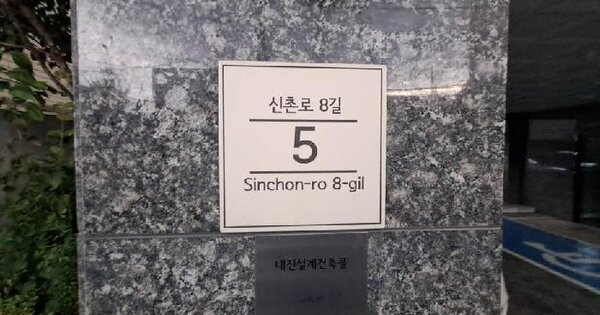 신촌로 8길
5
Sinchon-ro 8-gil
내진설계건축물